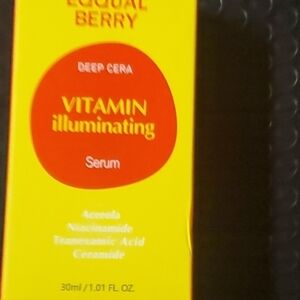 EQQUAL
BERRY
DEEP CERA
VITAMIN
illuminating
Serum
Acerola
Niacinamide
Tranexamic Acid
Ceramide
30ml / 1.01 FL. OZ.